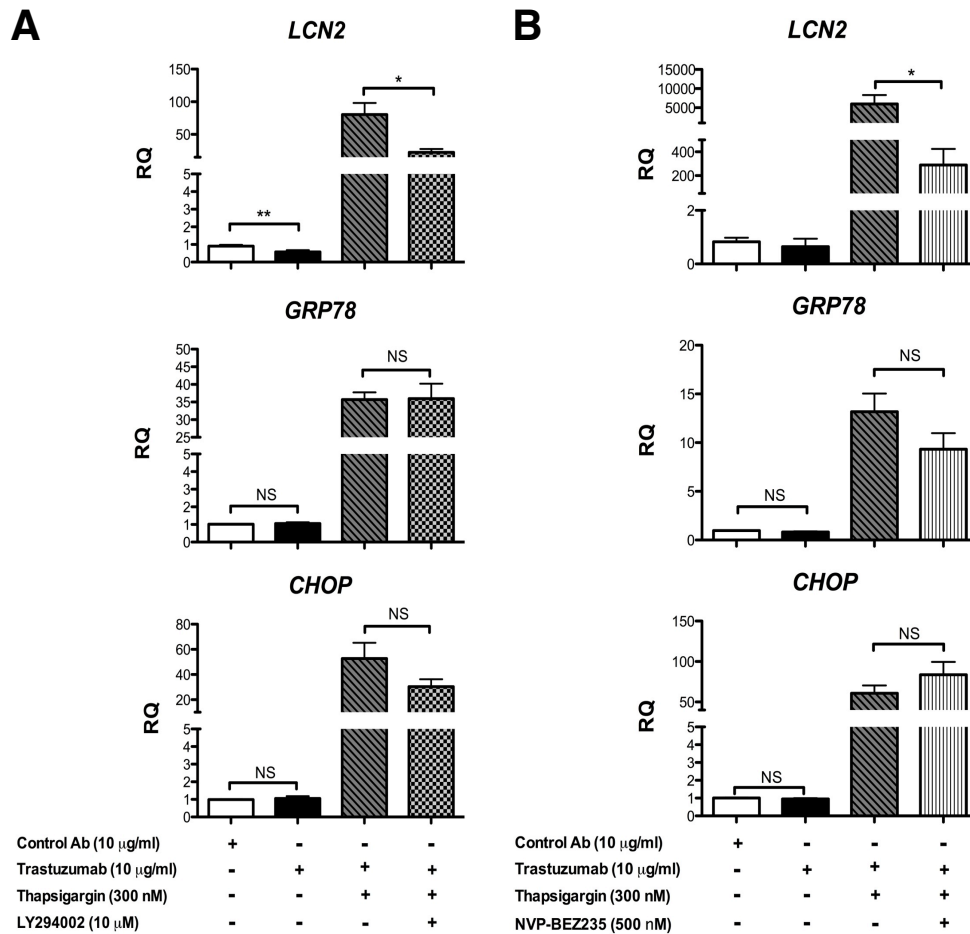 A
B
LCN2
RQ
150
100
50
5
4
3
2
1
0
*
**
LCN2
RQ
15000
10000
5000
400
200
2
0
*
GRP78
RQ
50
45
40
35
30
25
5
4
3
2
1
0
NS
NS
GRP78
RQ
20
15
10
5
0
NS
NS
CHOP
RQ
80
60
40
20
5
4
3
2
1
0
NS
NS
CHOP
RQ
150
100
50
5
4
3
2
1
0
NS
NS
Control Ab (10 μg/ml) + - - -
Trastuzumab (10 μg/ml) - + + +
Thapsigargin (300 nM) - - + +
LY294002 (10 μM) - - - +
Control Ab (10 μg/ml) + - - -
Trastuzumab (10 μg/ml) - + + +
Thapsigargin (300 nM) - - + +
NVP-BEZ235 (500 nM) - - - +